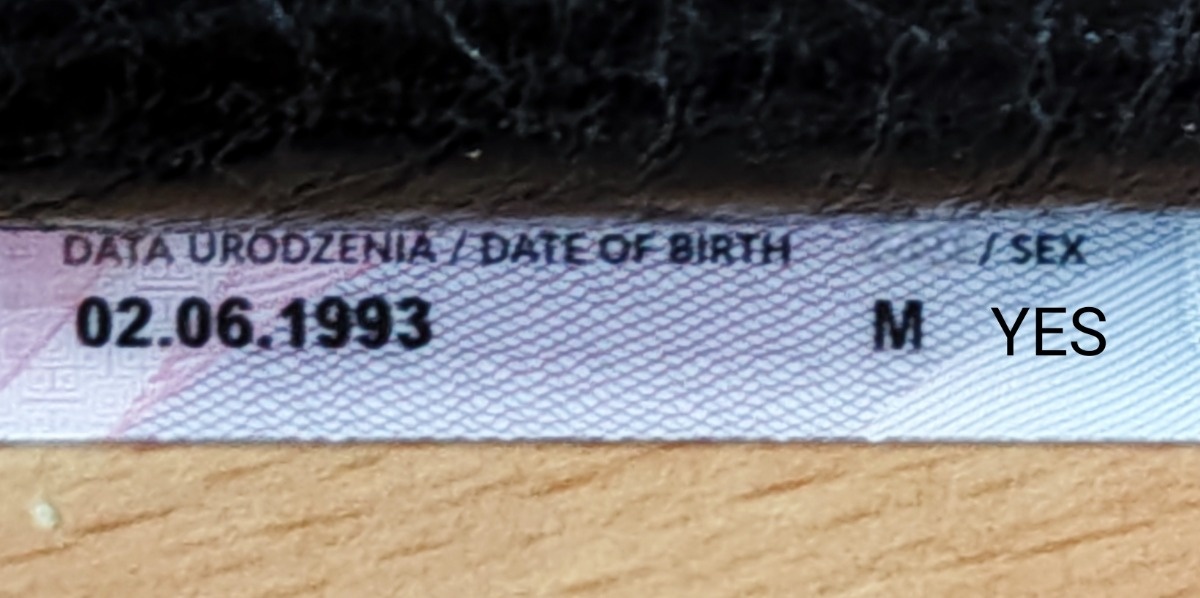 DATA URODZENIA / DATE OF BIRTH / SEX
02.06.1993 M YES